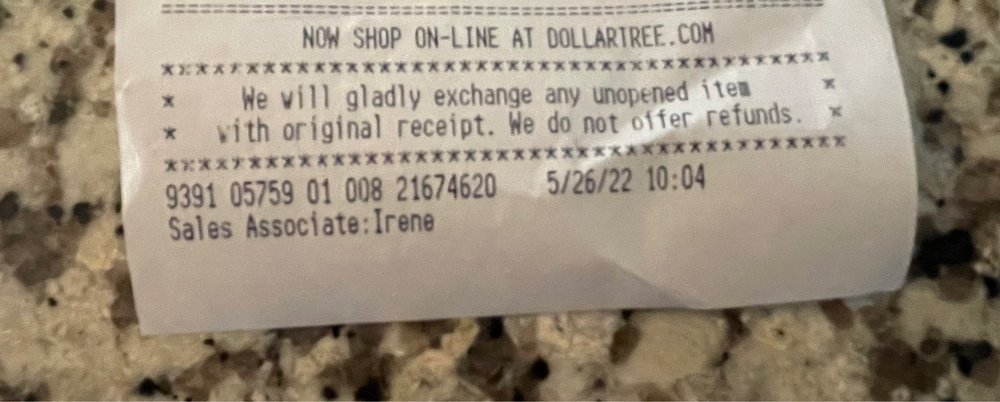 NOW SHOP ON-LINE AT DOLLARTREE.COM
*******************************************
* We will gladly exchange any unopened item *
* with original receipt. We do not offer refunds. *
*******************************************
9391 05759 01 008 21674620 5/26/22 10:04
Sales Associate:Irene